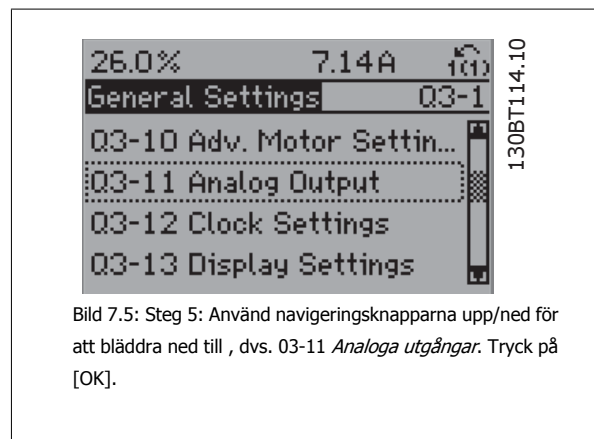 26.0% 7.14A 1(1)
General Settings Q3-1
Q3-10 Adv. Motor Settin...
Q3-11 Analog Output
Q3-12 Clock Settings
Q3-13 Display Settings
130BT114.10
Bild 7.5: Steg 5: Använd navigeringsknapparna upp/ned för
att bläddra ned till , dvs. 03-11 Analoga utgångar. Tryck på
[OK].